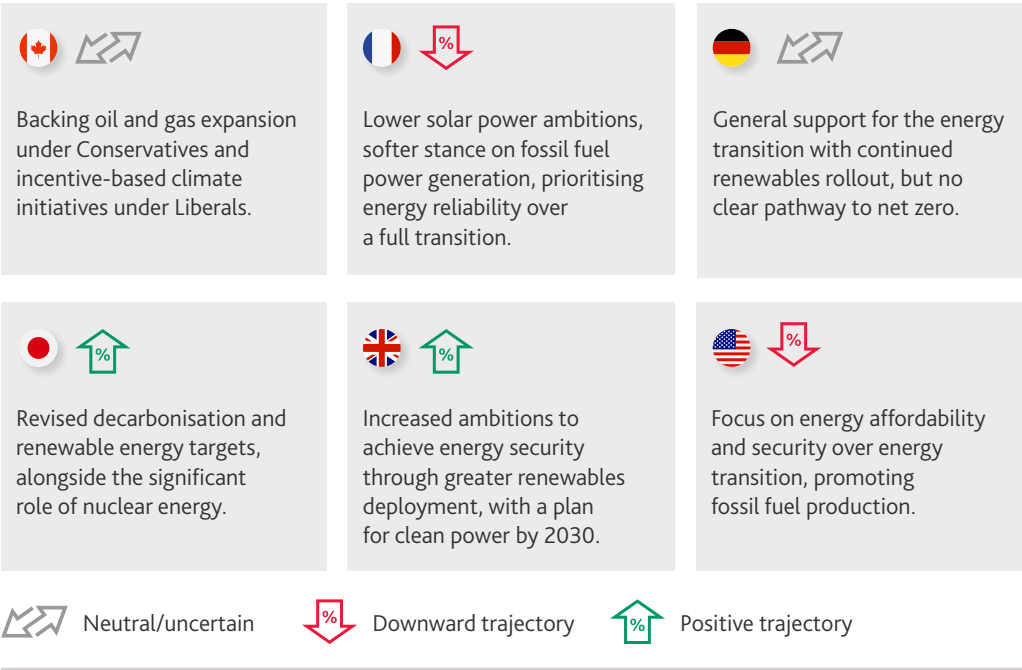 Backing oil and gas expansion
under Conservatives and
incentive-based climate
initiatives under Liberals.
%
Lower solar power ambitions,
softer stance on fossil fuel
power generation, prioritising
energy reliability over
a full transition.
General support for the energy
transition with continued
renewables rollout, but no
clear pathway to net zero.
%
Revised decarbonisation and
renewable energy targets,
alongside the significant
role of nuclear energy.
%
Increased ambitions to
achieve energy security
through greater renewables
deployment, with a plan
for clean power by 2030.
%
Focus on energy affordability
and security over energy
transition, promoting
fossil fuel production.
Neutral/uncertain
% Downward trajectory
% Positive trajectory